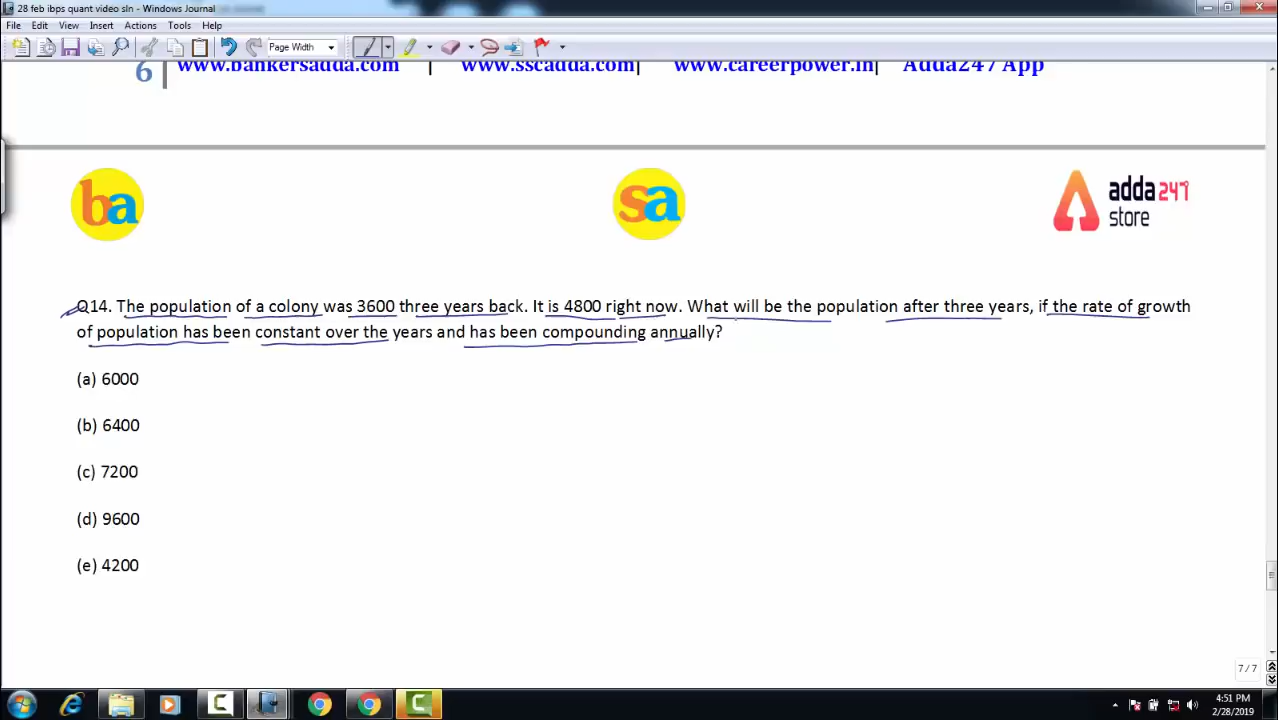 28 feb ibps quant video sln - Windows Journal
File Edit View Insert Actions Tools Help
Page Width
6 www.bankersadda.com | www.sscadda.com| www.careerpower.in| Adda247 App
ba sa adda 247
store
Q14. The population of a colony was 3600 three years back. It is 4800 right now. What will be the population after three years, if the rate of growth
of population has been constant over the years and has been compounding annually?
(a) 6000
(b) 6400
(c) 7200
(d) 9600
(e) 4200
7 / 7
4:51 PM
2/28/2019